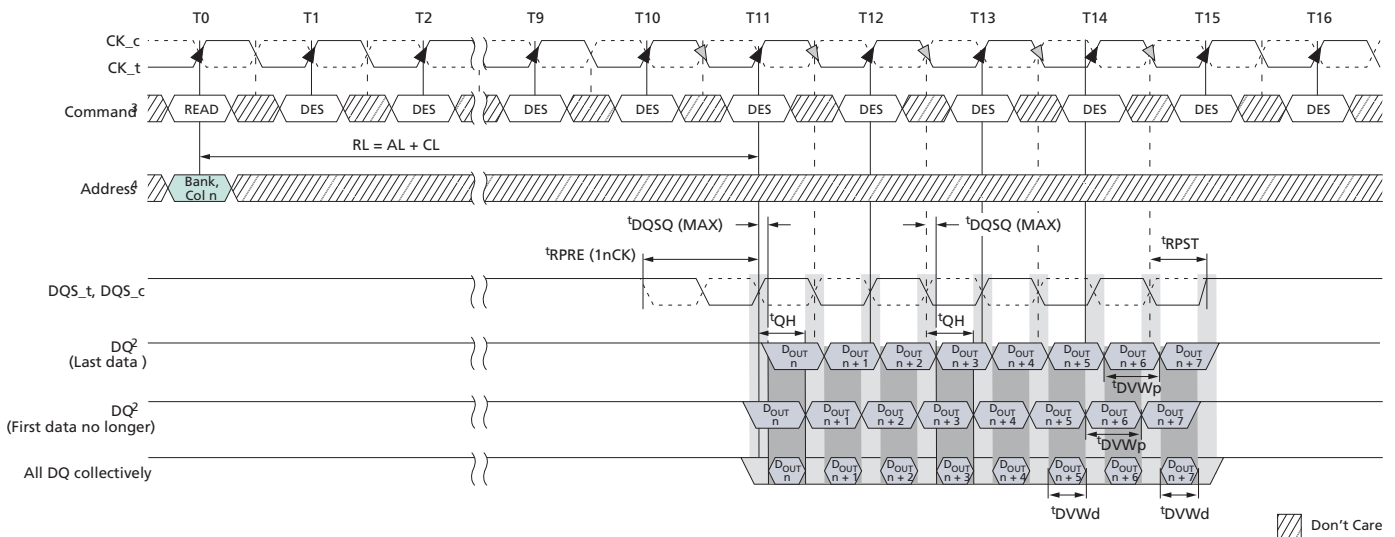 T0 T1 T2 T9 T10 T11 T12 T13 T14 T15 T16
CK_c
CK_t
Command3 READ DES DES DES DES DES DES DES DES DES DES
RL = AL + CL
Address4 Bank, Col n
tDQSQ (MAX) tDQSQ (MAX)
tRPRE (1nCK) tRPST
DQS_t, DQS_c
tQH tQH
DQ2 (Last data ) DOUT n DOUT n + 1 DOUT n + 2 DOUT n + 3 DOUT n + 4 DOUT n + 5 DOUT n + 6 DOUT n + 7
tDVWp
DQ2 (First data no longer) DOUT n DOUT n + 1 DOUT n + 2 DOUT n + 3 DOUT n + 4 DOUT n + 5 DOUT n + 6 DOUT n + 7
tDVWp
All DQ collectively DOUT n DOUT n + 1 DOUT n + 2 DOUT n + 3 DOUT n + 4 DOUT n + 5 DOUT n + 6 DOUT n + 7
tDVWd tDVWd
Don't Care